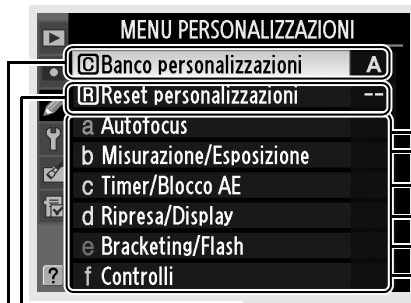 MENU PERSONALIZZAZIONI
C Banco personalizzazioni A
R Reset personalizzazioni --
a Autofocus
b Misurazione/Esposizione
c Timer/Blocco AE
d Ripresa/Display
e Bracketing/Flash
f Controlli
?